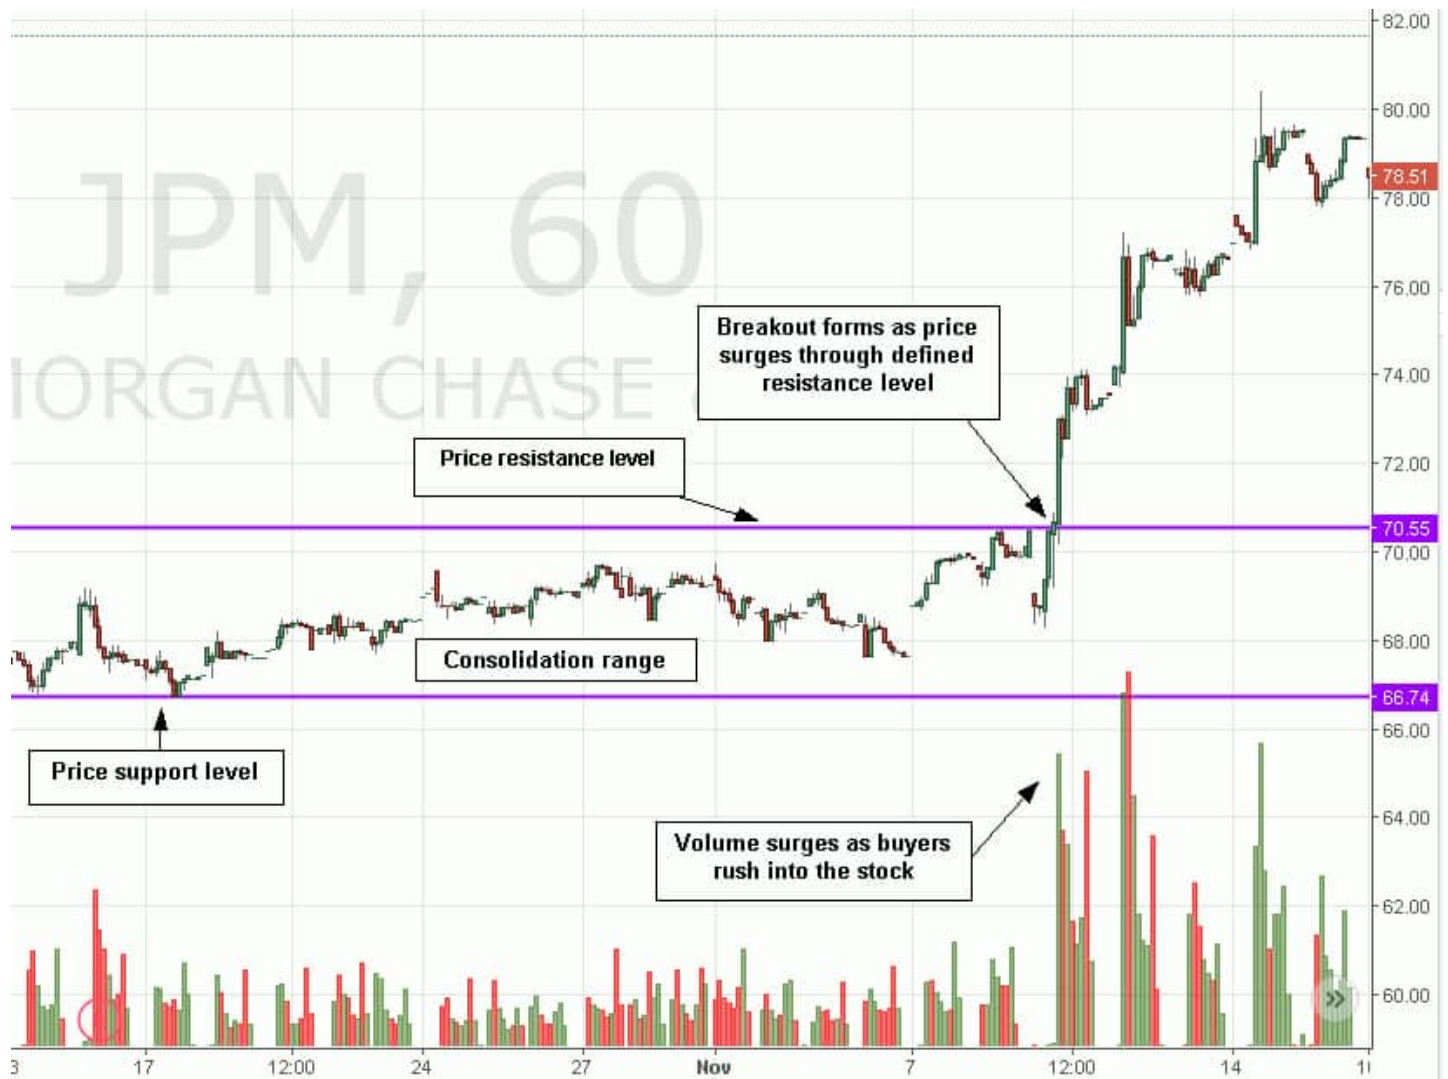 82.00
80.00
78.51
78.00
76.00
74.00
72.00
70.55
70.00
68.00
66.74
66.00
64.00
62.00
60.00
JPM, 60
MORGAN CHASE
Breakout forms as price
surges through defined
resistance level
Price resistance level
Consolidation range
Price support level
Volume surges as buyers
rush into the stock
17
12:00
24
27
Nov
7
12:00
14